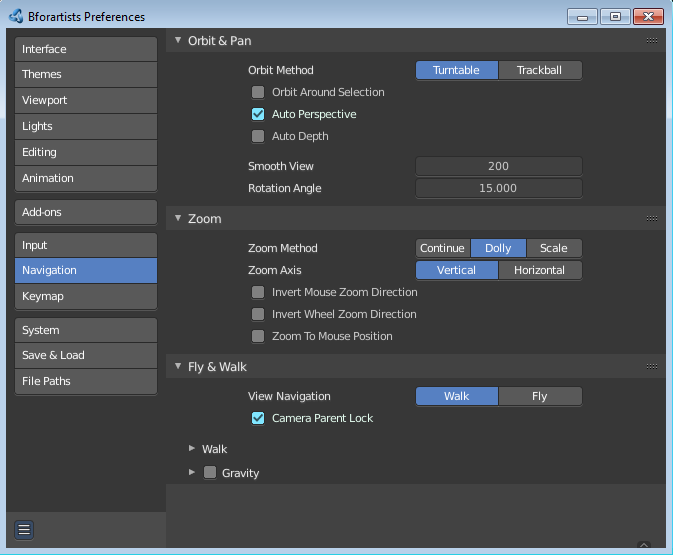 Bforartists Preferences
Interface
Themes
Viewport
Lights
Editing
Animation
Add-ons
Input
Navigation
Keymap
System
Save & Load
File Paths
Orbit & Pan
Orbit Method Turntable Trackball
Orbit Around Selection
Auto Perspective
Auto Depth
Smooth View 200
Rotation Angle 15.000
Zoom
Zoom Method Continue Dolly Scale
Zoom Axis Vertical Horizontal
Invert Mouse Zoom Direction
Invert Wheel Zoom Direction
Zoom To Mouse Position
Fly & Walk
View Navigation Walk Fly
Camera Parent Lock
Walk
Gravity